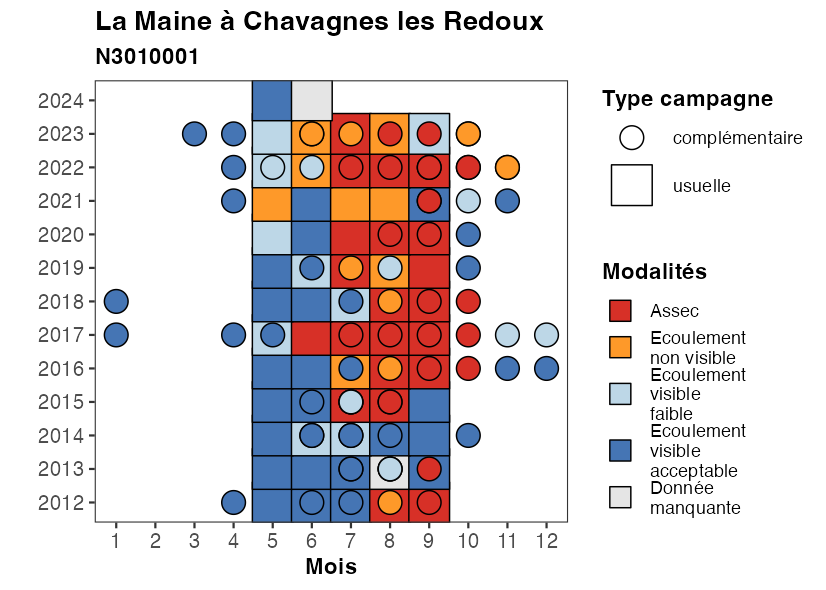 La Maine à Chavagnes les Redoux
N3010001
2024
2023
2022
2021
2020
2019
2018
2017
2016
2015
2014
2013
2012
1 2 3 4 5 6 7 8 9 10 11 12
Mois
Type campagne
complémentaire
usuelle
Modalités
Assec
Ecoulement
non visible
Ecoulement
visible
faible
Ecoulement
visible
acceptable
Donnée
manquante